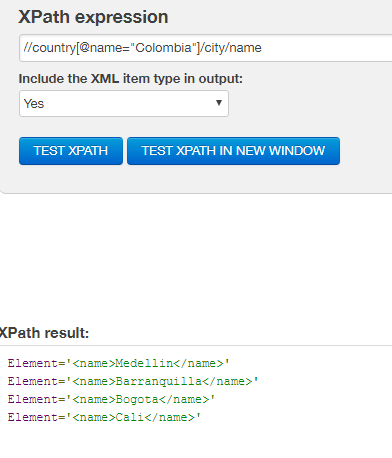 XPath expression
//country[@name="Colombia"]/city/name
Include the XML item type in output:
Yes
TEST XPATH TEST XPATH IN NEW WINDOW
XPath result:
Element='<name>Medellin</name>'
Element='<name>Barranquilla</name>'
Element='<name>Bogota</name>'
Element='<name>Cali</name>'